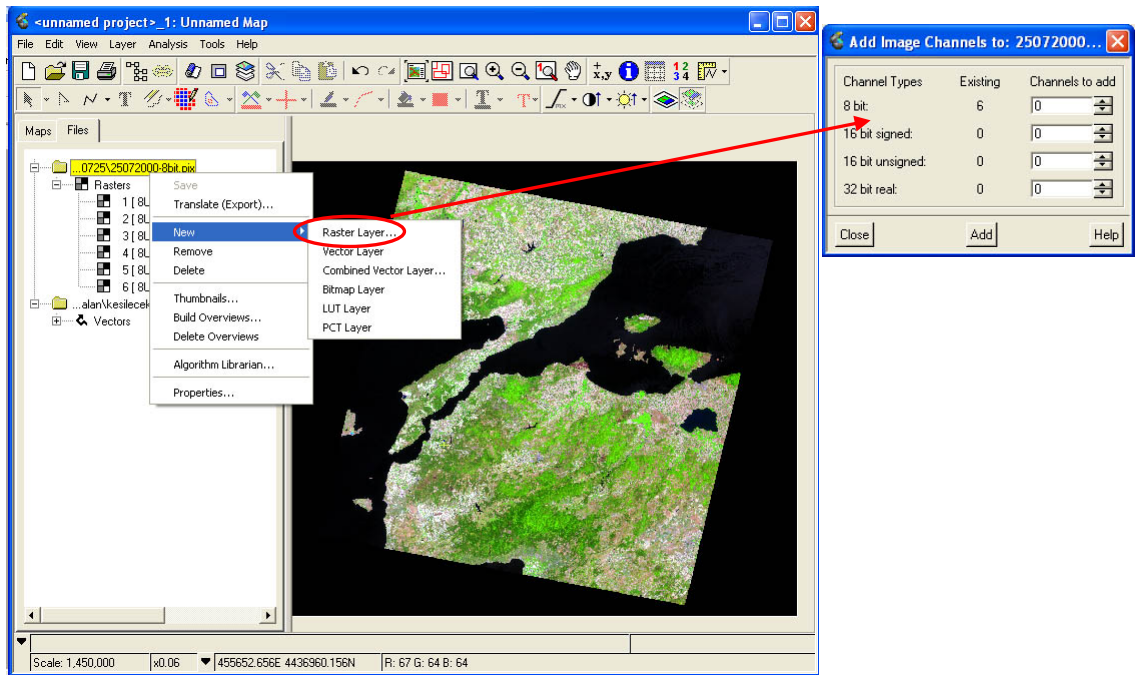 <unnamed project>_1: Unnamed Map
File Edit View Layer Analysis Tools Help
Maps Files
...0725\25072000-8bit.pix
Rasters
1 [ 8U
2 [ 8U
3 [ 8U
4 [ 8U
5 [ 8U
6 [ 8U
...alan\kesilecek
Vectors
Save
Translate (Export)...
New
Remove
Delete
Thumbnails...
Build Overviews...
Delete Overviews
Algorithm Librarian...
Properties...
Raster Layer...
Vector Layer
Combined Vector Layer...
Bitmap Layer
LUT Layer
PCT Layer
Scale: 1,450,000 x0.06 455652.656E 4436960.156N R: 67 G: 64 B: 64
Add Image Channels to: 25072000...
Channel Types Existing Channels to add
8 bit: 6 0
16 bit signed: 0 0
16 bit unsigned: 0 0
32 bit real: 0 0
Close Add Help